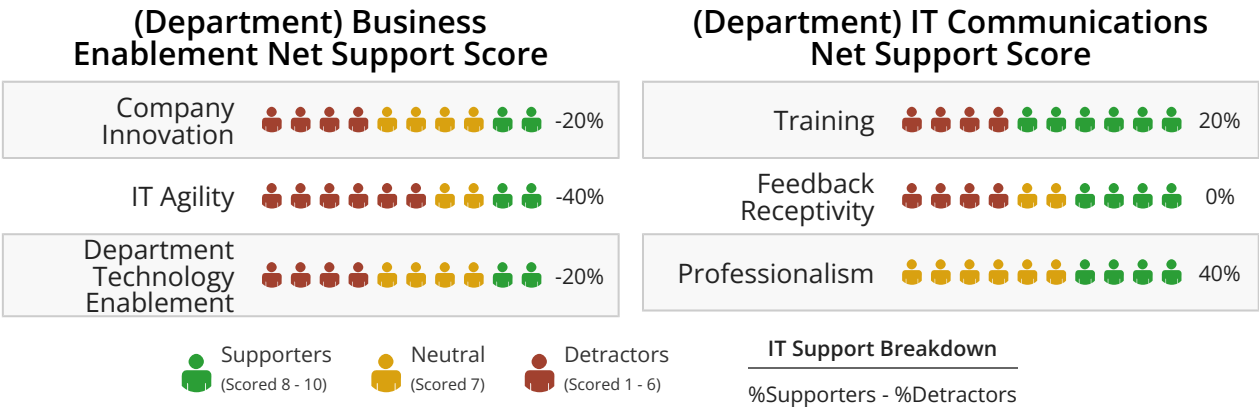 (Department) Business
Enablement Net Support Score
Company
Innovation
-20%
IT Agility
-40%
Department
Technology
Enablement
-20%
(Department) IT Communications
Net Support Score
Training
20%
Feedback
Receptivity
0%
Professionalism
40%
Supporters
(Scored 8 - 10)
Neutral
(Scored 7)
Detractors
(Scored 1 - 6)
IT Support Breakdown
%Supporters - %Detractors